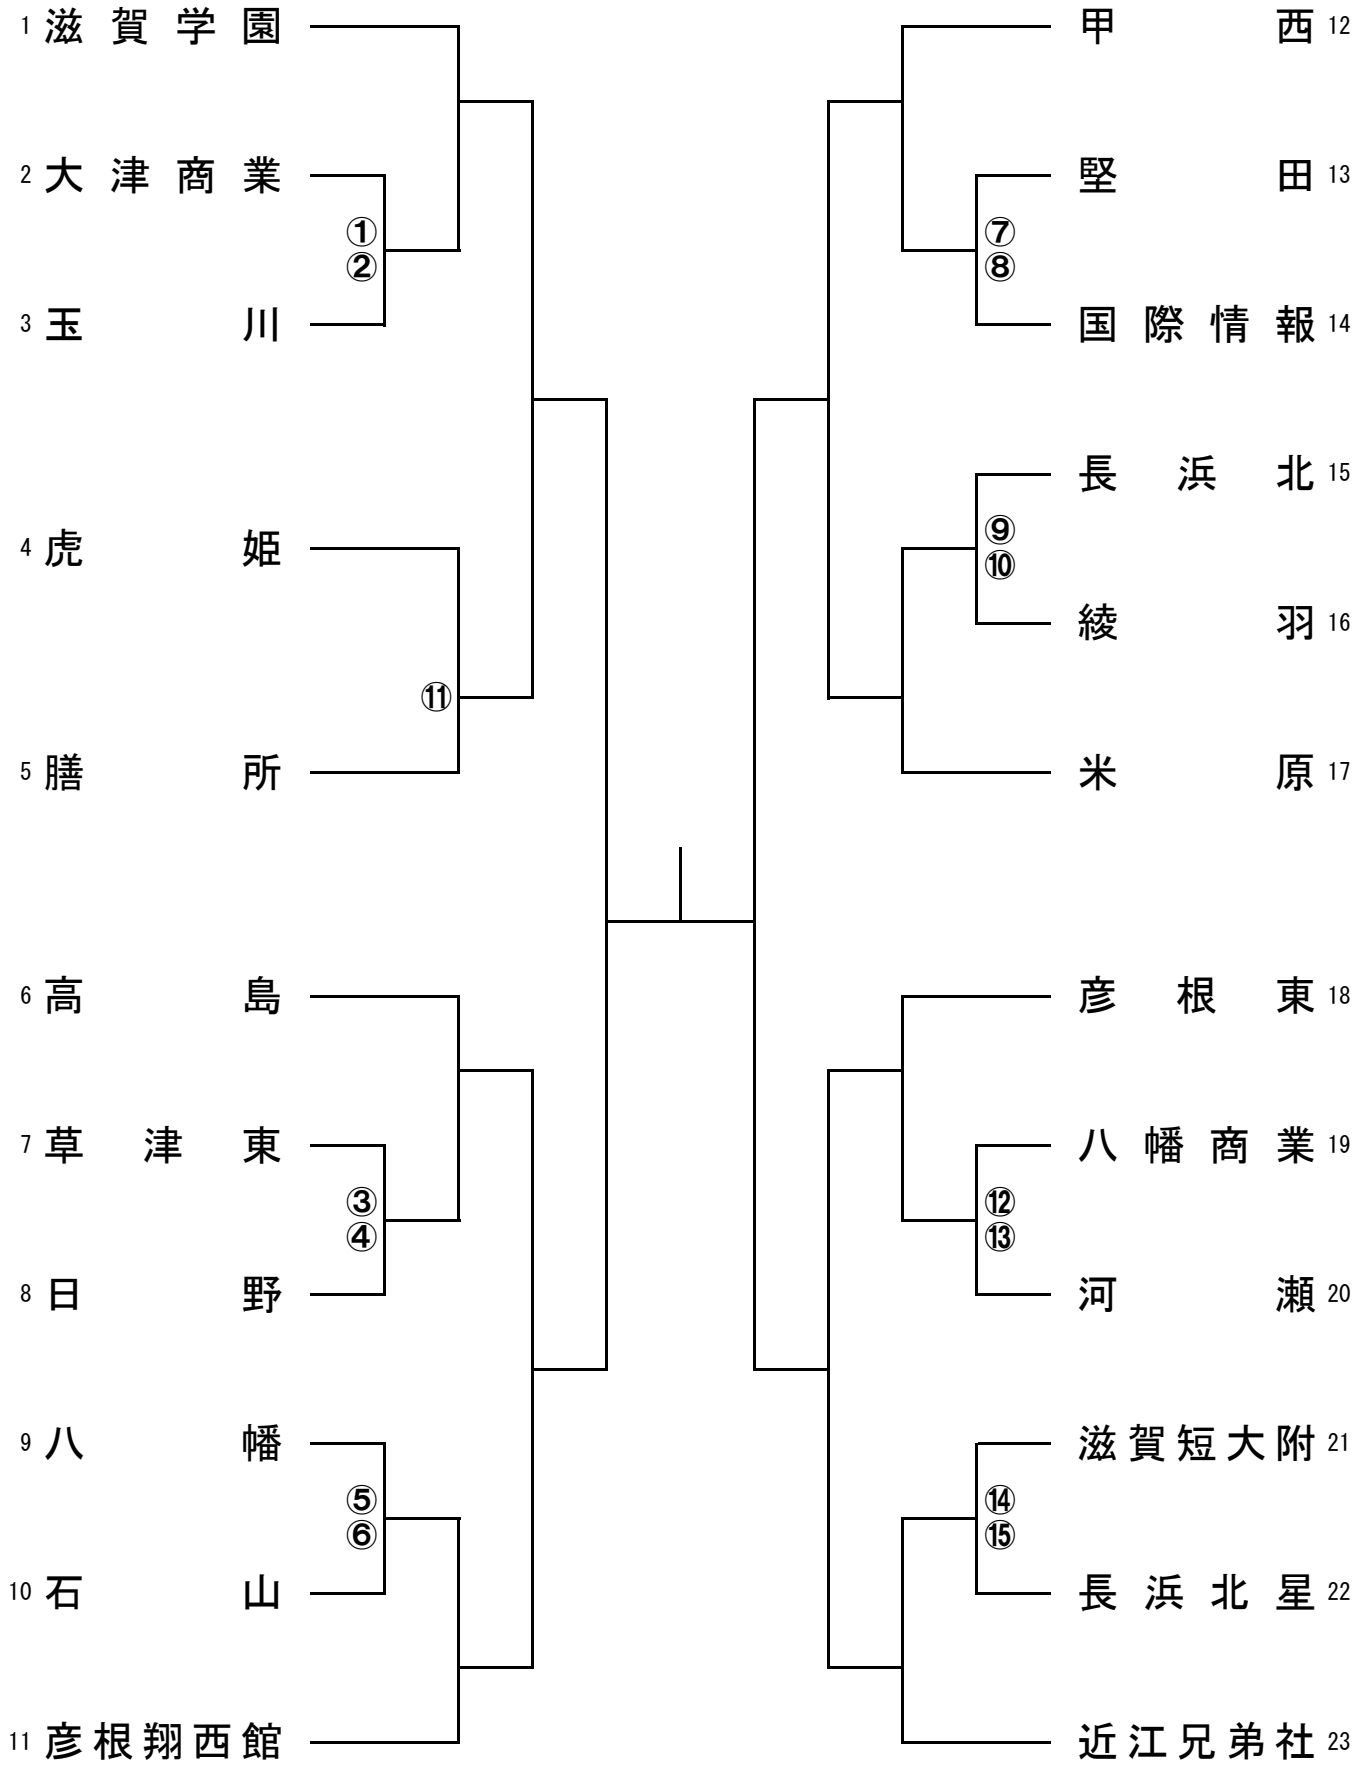 1 滋賀学園
2 大津商業
①
②
3 玉川
4 虎姫
⑪
5 膳所
6 高島
7 草津東
③
④
8 日野
9 八幡
⑤
⑥
10 石山
11 彦根翔西館
甲西 12
堅田 13
⑦
⑧
国際情報 14
長浜北 15
⑨
⑩
綾羽 16
米原 17
彦根東 18
八幡商業 19
⑫
⑬
河瀬 20
滋賀短大附 21
⑭
⑮
長浜北星 22
近江兄弟社 23